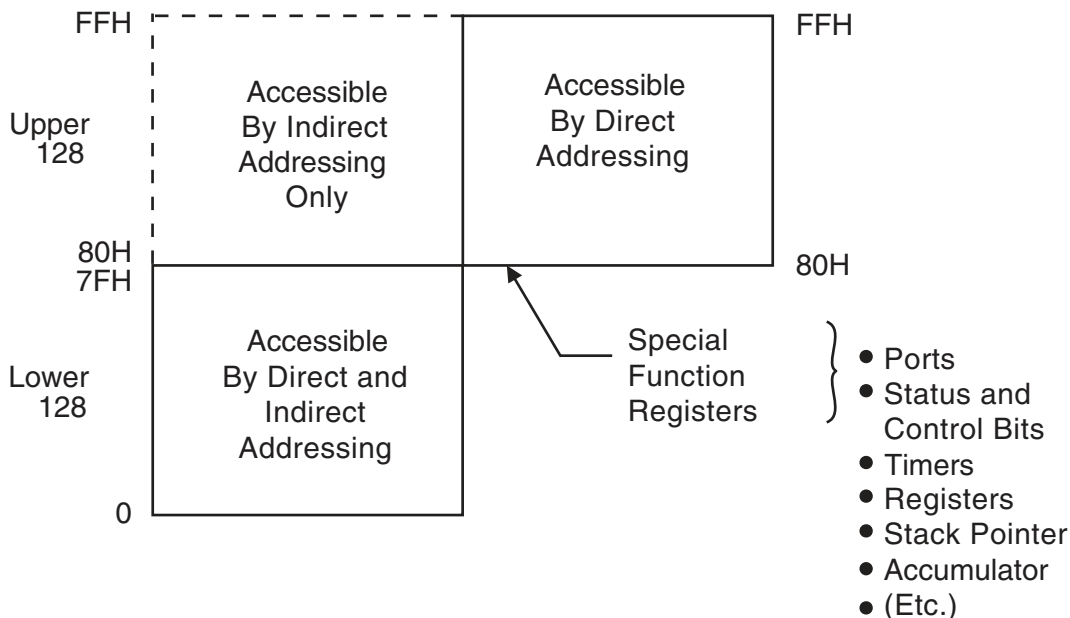 FFH
FFH
Upper
128
Accessible
By Indirect
Addressing
Only
Accessible
By Direct
Addressing
80H
7FH
80H
Lower
128
Accessible
By Direct and
Indirect
Addressing
0
Special
Function
Registers
Ports
Status and
Control Bits
Timers
Registers
Stack Pointer
Accumulator
(Etc.)